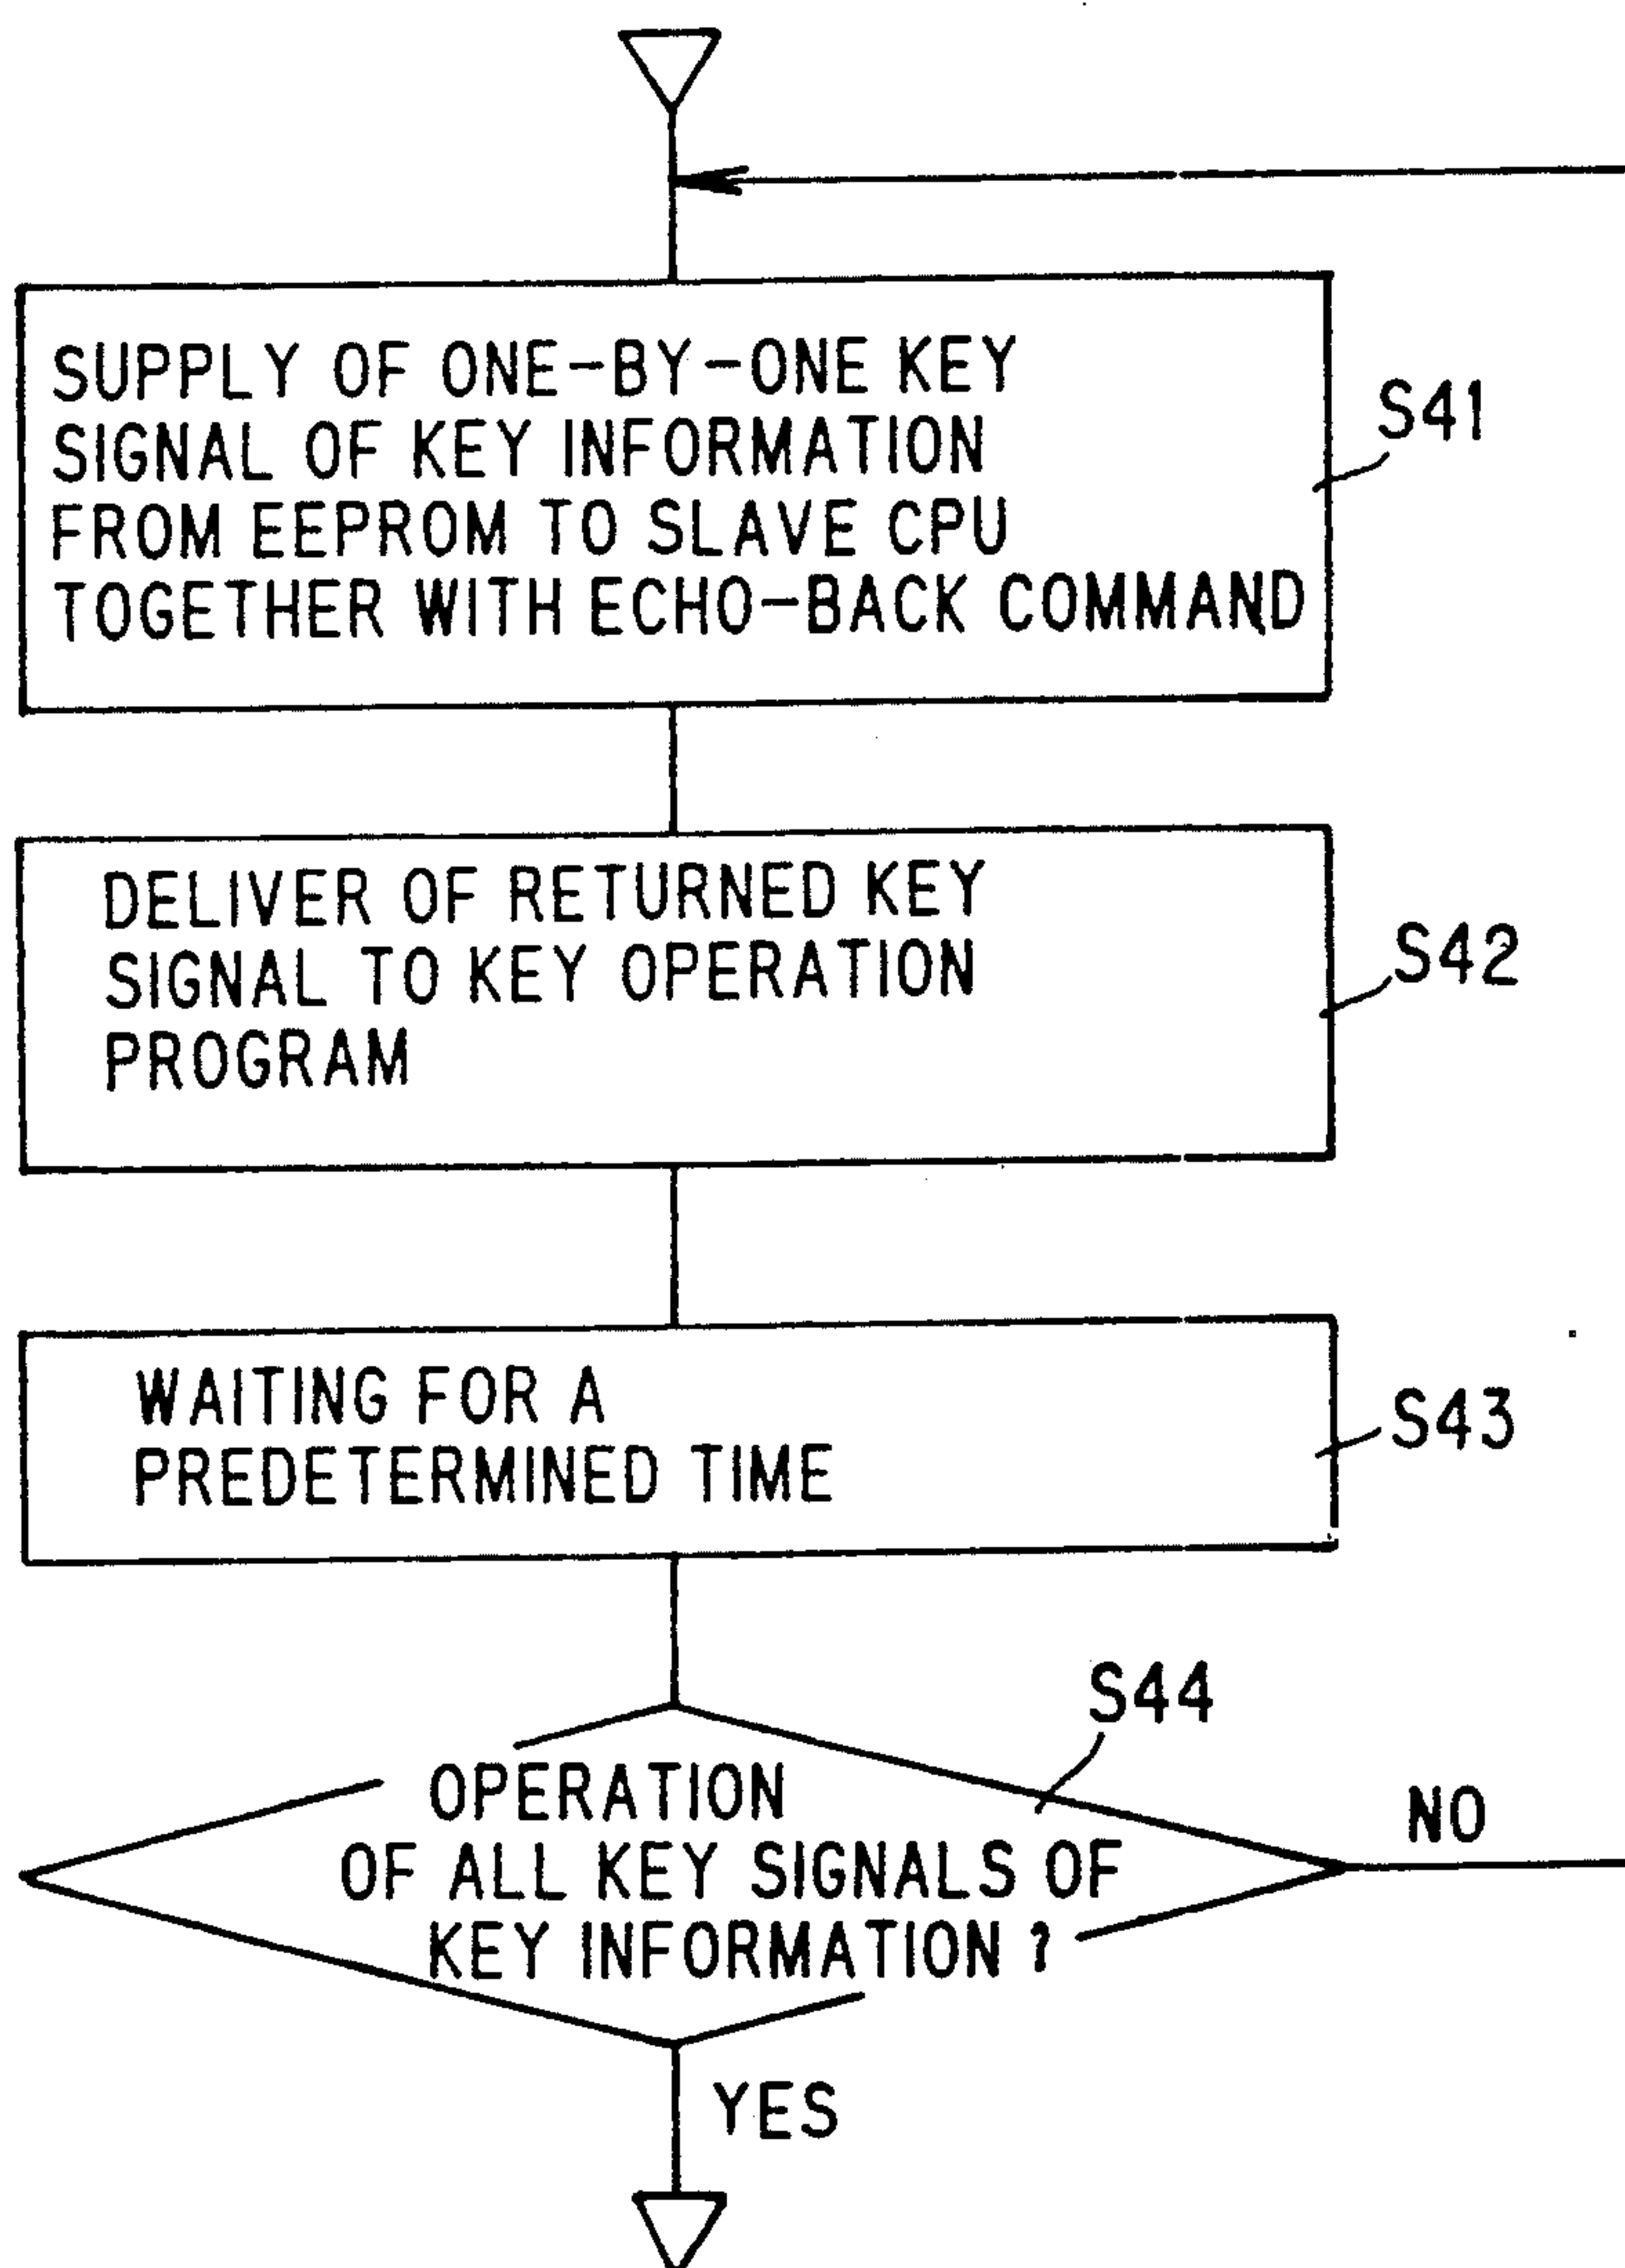 SUPPLY OF ONE-BY-ONE KEY
SIGNAL OF KEY INFORMATION
FROM EEPROM TO SLAVE CPU
TOGETHER WITH ECHO-BACK COMMAND
S41
DELIVER OF RETURNED KEY
SIGNAL TO KEY OPERATION
PROGRAM
S42
WAITING FOR A
PREDETERMINED TIME
S43
S44
OPERATION
OF ALL KEY SIGNALS OF
KEY INFORMATION ?
NO
YES